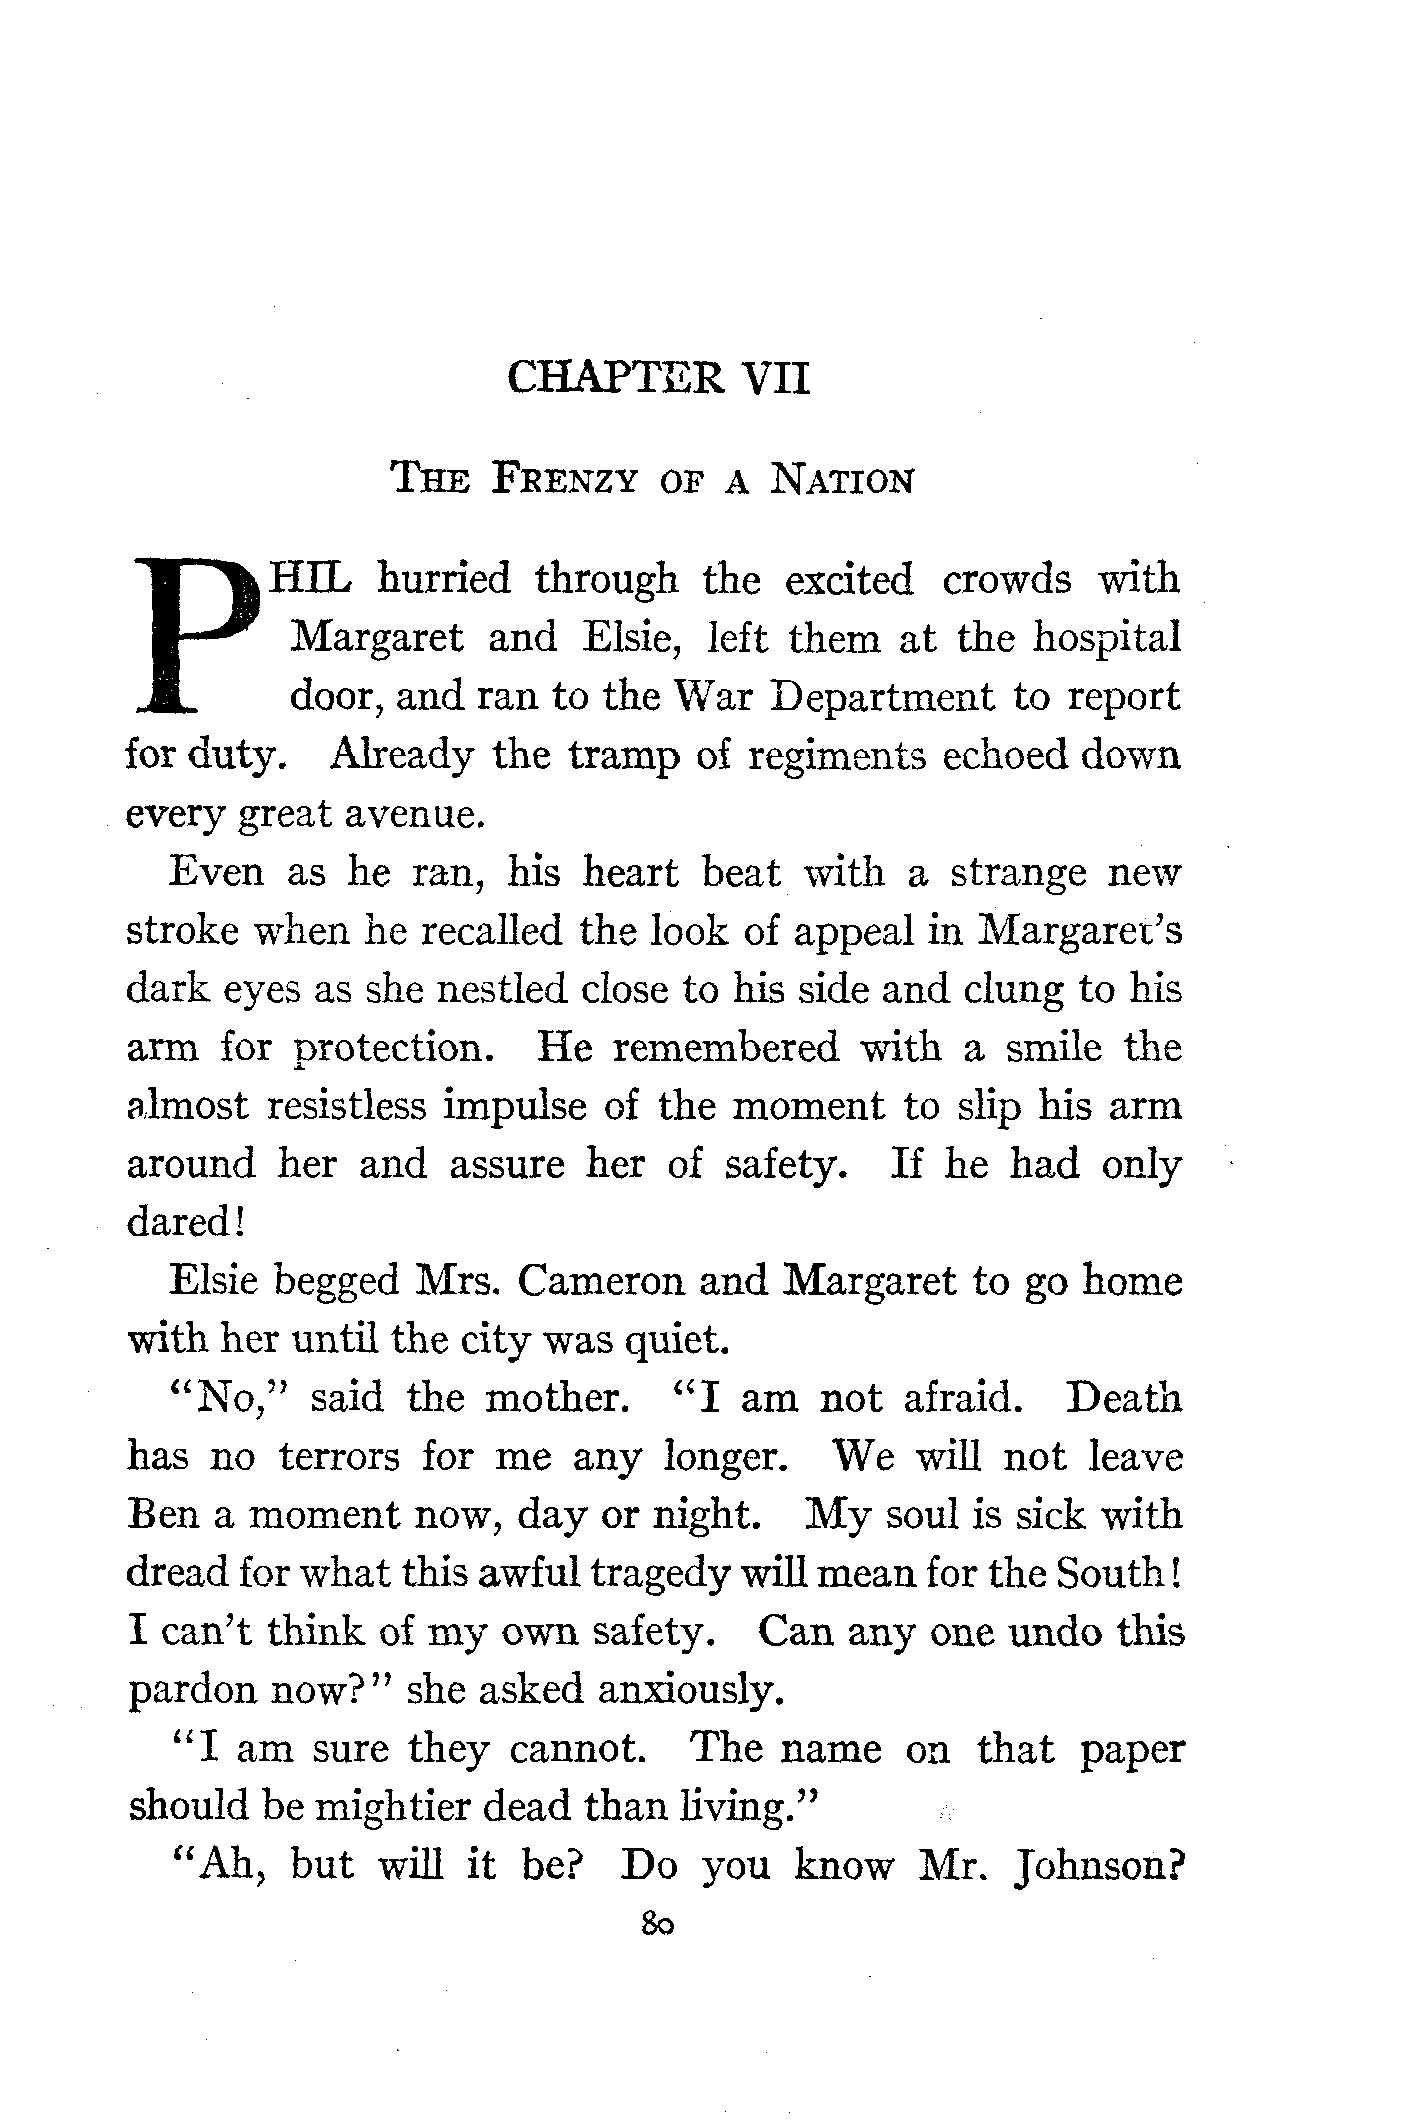 CHAPTER VII
The Frenzy of a Nation
PHIL hurried through the excited crowds with
Margaret and Elsie, left them at the hospital
door, and ran to the War Department to report
for duty. Already the tramp of regiments echoed down
every great avenue.
Even as he ran, his heart beat with a strange new
stroke when he recalled the look of appeal in Margaret's
dark eyes as she nestled close to his side and clung to his
arm for protection. He remembered with a smile the
almost resistless impulse of the moment to slip his arm
around her and assure her of safety. If he had only
dared!
Elsie begged Mrs. Cameron and Margaret to go home
with her until the city was quiet.
“No,” said the mother. “I am not afraid. Death
has no terrors for me any longer. We will not leave
Ben a moment now, day or night. My soul is sick with
dread for what this awful tragedy will mean for the South!
I can't think of my own safety. Can any one undo this
pardon now?” she asked anxiously.
“I am sure they cannot. The name on that paper
should be mightier dead than living.”
“Ah, but will it be? Do you know Mr. Johnson?
80